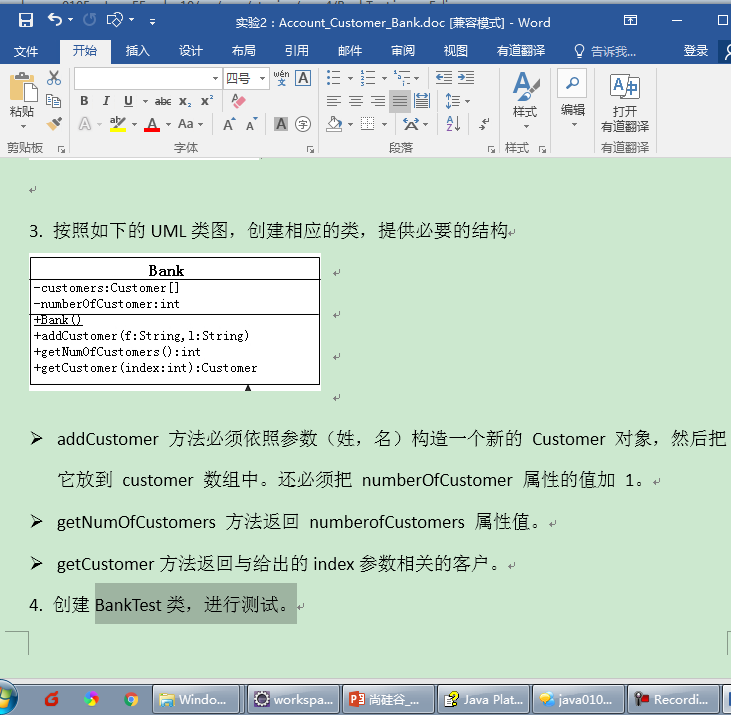 实验2：Account_Customer_Bank.doc [兼容模式] - Word
文件 开始 插入 设计 布局 引用 邮件 审阅 视图 有道翻译 告诉我... 登录
四号 wén 文 A
粘贴 B I U abc x₂ x² 样式 编辑 打开 有道翻译
A aby A Aa A A A 字 A Z
剪贴板 字体 段落 样式 有道翻译
3. 按照如下的 UML 类图，创建相应的类，提供必要的结构
Bank
-customers:Customer[]
-numberOfCustomer:int
+Bank()
+addCustomer(f:String,l:String)
+getNumOfCustomers():int
+getCustomer(index:int):Customer
➢ addCustomer 方法必须依照参数（姓，名）构造一个新的 Customer 对象，然后把
它放到 customer 数组中。还必须把 numberOfCustomer 属性的值加 1。
➢ getNumOfCustomers 方法返回 numberofCustomers 属性值。
➢ getCustomer 方法返回与给出的 index 参数相关的客户。
4. 创建 BankTest 类，进行测试。
Windo... workspa... 尚硅谷_... Java Plat... java010... Recordi...